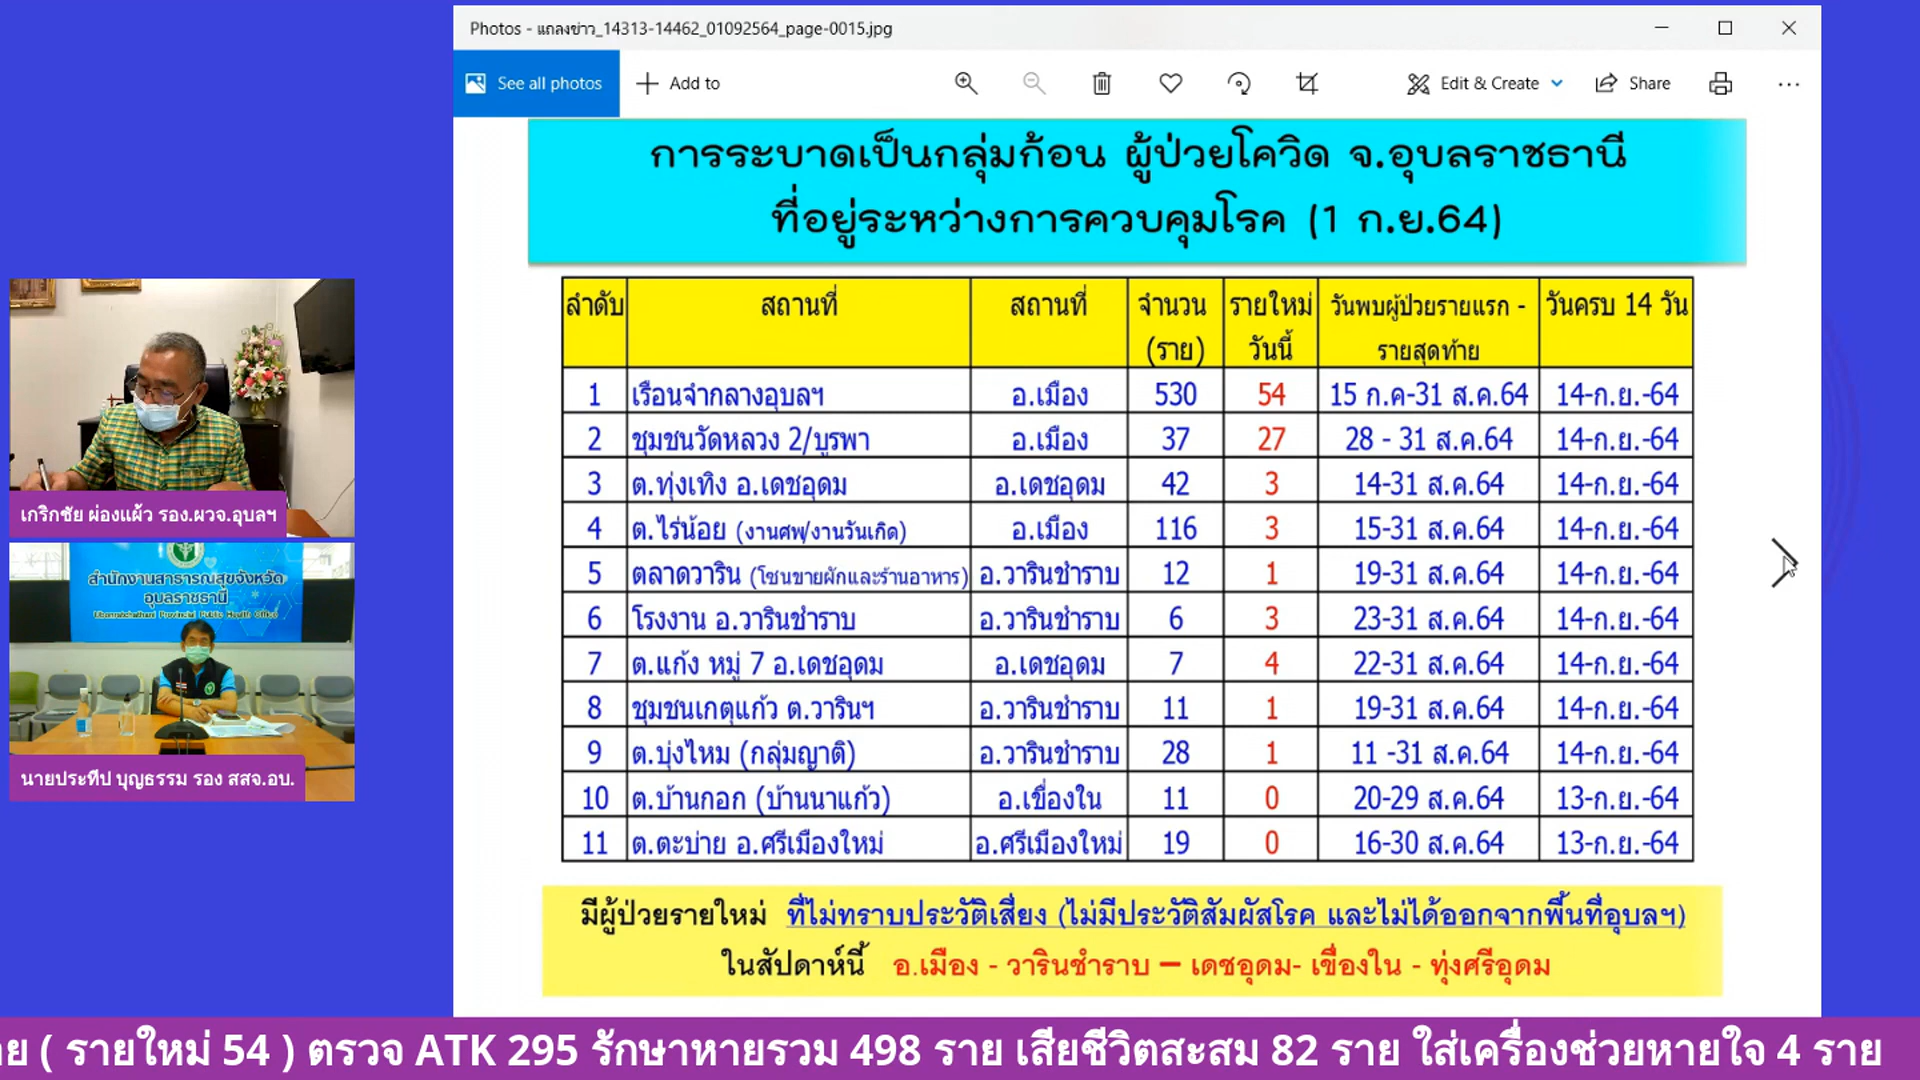 Photos - แถลงข่าว_14313-14462_01092564_page-0015.jpg
See all photos
Add to
Edit & Create
Share
การระบาดเป็นกลุ่มก้อน ผู้ป่วยโควิด จ.อุบลราชธานี
ที่อยู่ระหว่างการควบคุมโรค (1 ก.ย.64)
ลำดับ สถานที่ สถานที่ จำนวน (ราย) รายใหม่ วันนี้ วันพบผู้ป่วยรายแรก - รายสุดท้าย วันครบ 14 วัน
1 เรือนจำกลางอุบลฯ อ.เมือง 530 54 15 ก.ค-31 ส.ค.64 14-ก.ย.-64
2 ชุมชนวัดหลวง 2/บูรพา อ.เมือง 37 27 28 - 31 ส.ค.64 14-ก.ย.-64
3 ต.ทุ่งเทิง อ.เดชอุดม อ.เดชอุดม 42 3 14-31 ส.ค.64 14-ก.ย.-64
4 ต.ไร่น้อย (งานศพ/งานวันเกิด) อ.เมือง 116 3 15-31 ส.ค.64 14-ก.ย.-64
5 ตลาดวาริน (โซนขายผักและร้านอาหาร) อ.วารินชำราบ 12 1 19-31 ส.ค.64 14-ก.ย.-64
6 โรงงาน อ.วารินชำราบ อ.วารินชำราบ 6 3 23-31 ส.ค.64 14-ก.ย.-64
7 ต.แก้ง หมู่ 7 อ.เดชอุดม อ.เดชอุดม 7 4 22-31 ส.ค.64 14-ก.ย.-64
8 ชุมชนเกตุแก้ว ต.วารินฯ อ.วารินชำราบ 11 1 19-31 ส.ค.64 14-ก.ย.-64
9 ต.บุ่งไหม (กลุ่มญาติ) อ.วารินชำราบ 28 1 11 -31 ส.ค.64 14-ก.ย.-64
10 ต.บ้านกอก (บ้านนาแก้ว) อ.เขื่องใน 11 0 20-29 ส.ค.64 13-ก.ย.-64
11 ต.ตะบ่าย อ.ศรีเมืองใหม่ อ.ศรีเมืองใหม่ 19 0 16-30 ส.ค.64 13-ก.ย.-64
มีผู้ป่วยรายใหม่ ที่ไม่ทราบประวัติเสี่ยง (ไม่มีประวัติสัมผัสโรค และไม่ได้ออกจากพื้นที่อุบลฯ)
ในสัปดาห์นี้ อ.เมือง - วารินชำราบ – เดชอุดม- เขื่องใน - ทุ่งศรีอุดม
เกริกชัย ผ่องแผ้ว รอง.ผวจ.อุบลฯ
สำนักงานสาธารณสุขจังหวัด
อุบลราชธานี
Ubonratchathani Provincial Public Health Office
นายประทีป บุญธรรม รอง สสจ.อบ.
าย ( รายใหม่ 54 ) ตรวจ ATK 295 รักษาหายรวม 498 ราย เสียชีวิตสะสม 82 ราย ใส่เครื่องช่วยหายใจ 4 ราย